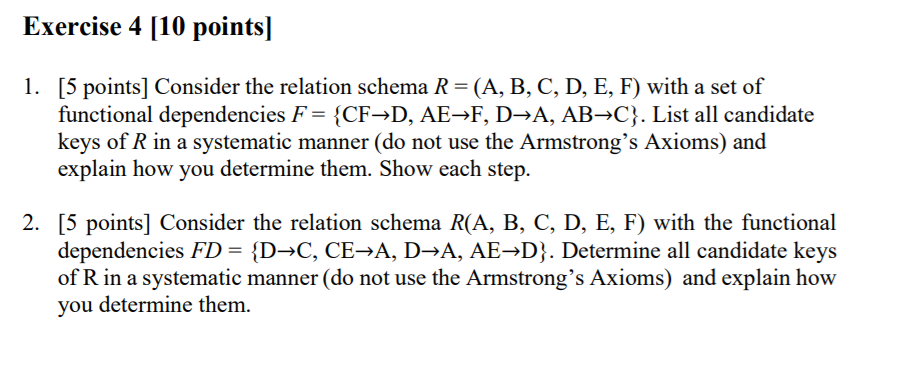 Exercise 4 [10 points]
1. [5 points] Consider the relation schema R = (A, B, C, D, E, F) with a set of
functional dependencies F = {CF→D, AE→F, D→A, AB→C}. List all candidate
keys of R in a systematic manner (do not use the Armstrong’s Axioms) and
explain how you determine them. Show each step.
2. [5 points] Consider the relation schema R(A, B, C, D, E, F) with the functional
dependencies FD = {D→C, CE→A, D→A, AE→D}. Determine all candidate keys
of R in a systematic manner (do not use the Armstrong’s Axioms) and explain how
you determine them.